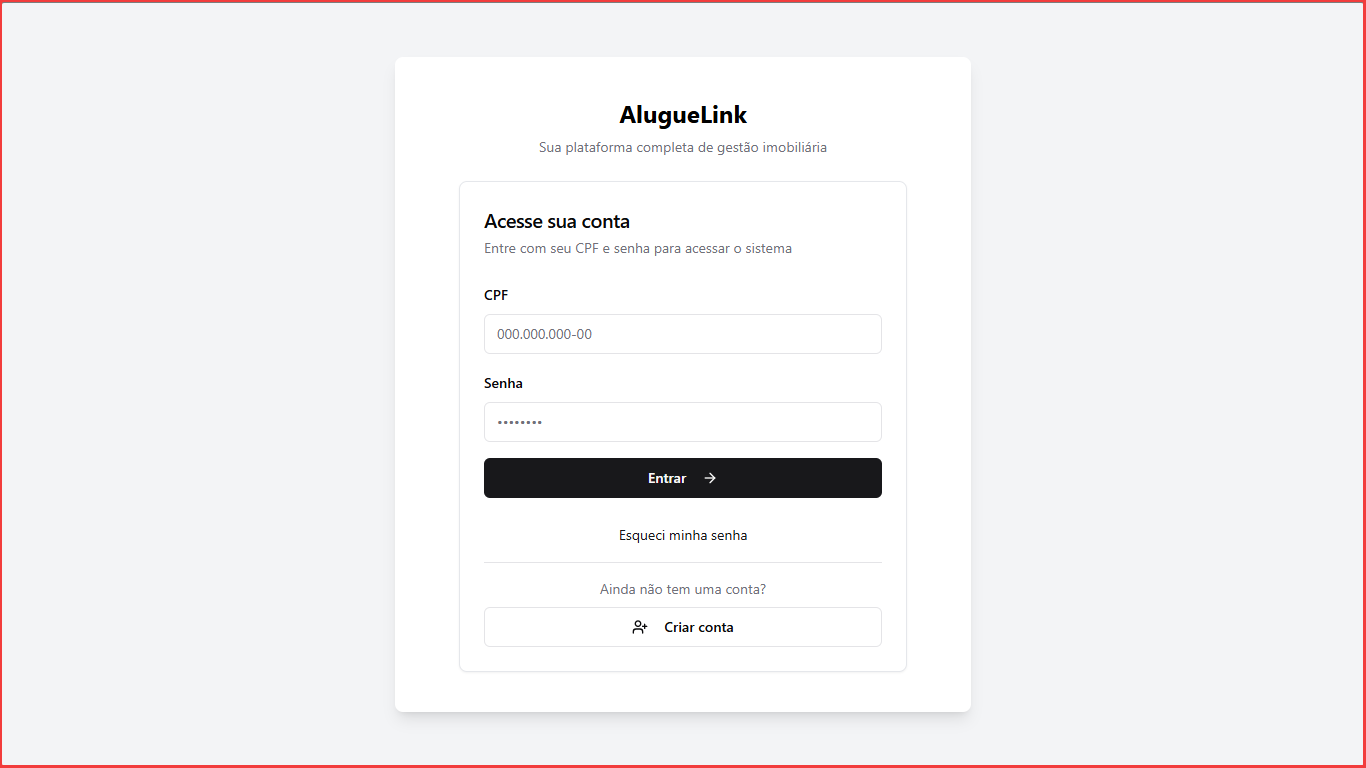 AlugueLink
Sua plataforma completa de gestão imobiliária
Acesse sua conta
Entre com seu CPF e senha para acessar o sistema
CPF
000.000.000-00
Senha
••••••••
Entrar →
Esqueci minha senha
Ainda não tem uma conta?
Criar conta